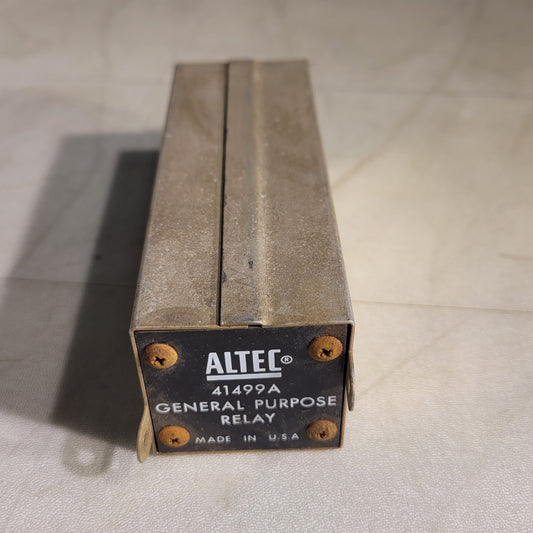 ALTEC®
41499A
GENERAL PURPOSE
RELAY
MADE IN U.S.A